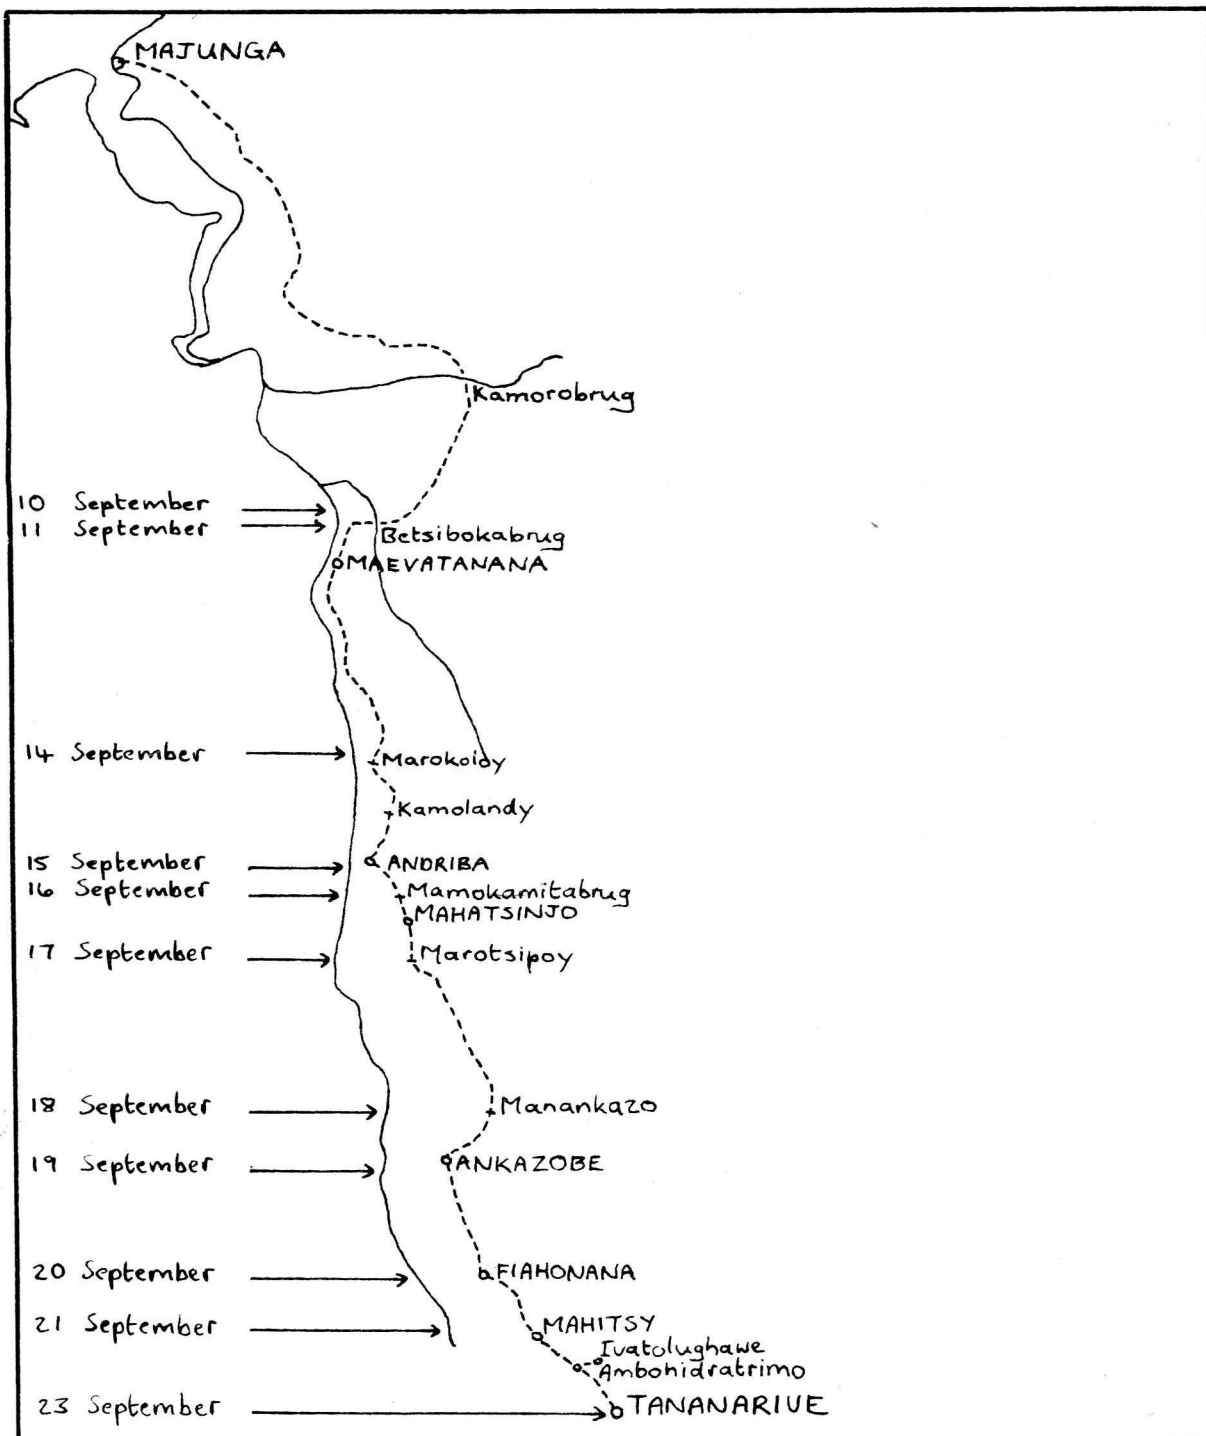 MAJUNGA
Kamorobrug
10 September
11 September
Betsibokabrug
MAEVATANANA
14 September
Marokoidy
Kamolandy
15 September
ANDRIBA
16 September
Mamokamitabrug
MAHATSINJO
17 September
Marotsipoy
18 September
Manankazo
19 September
ANKAZOBE
20 September
FIAHONANA
21 September
MAHITSY
Ivatolughawe
Ambohidratrimo
23 September
TANANARIVE